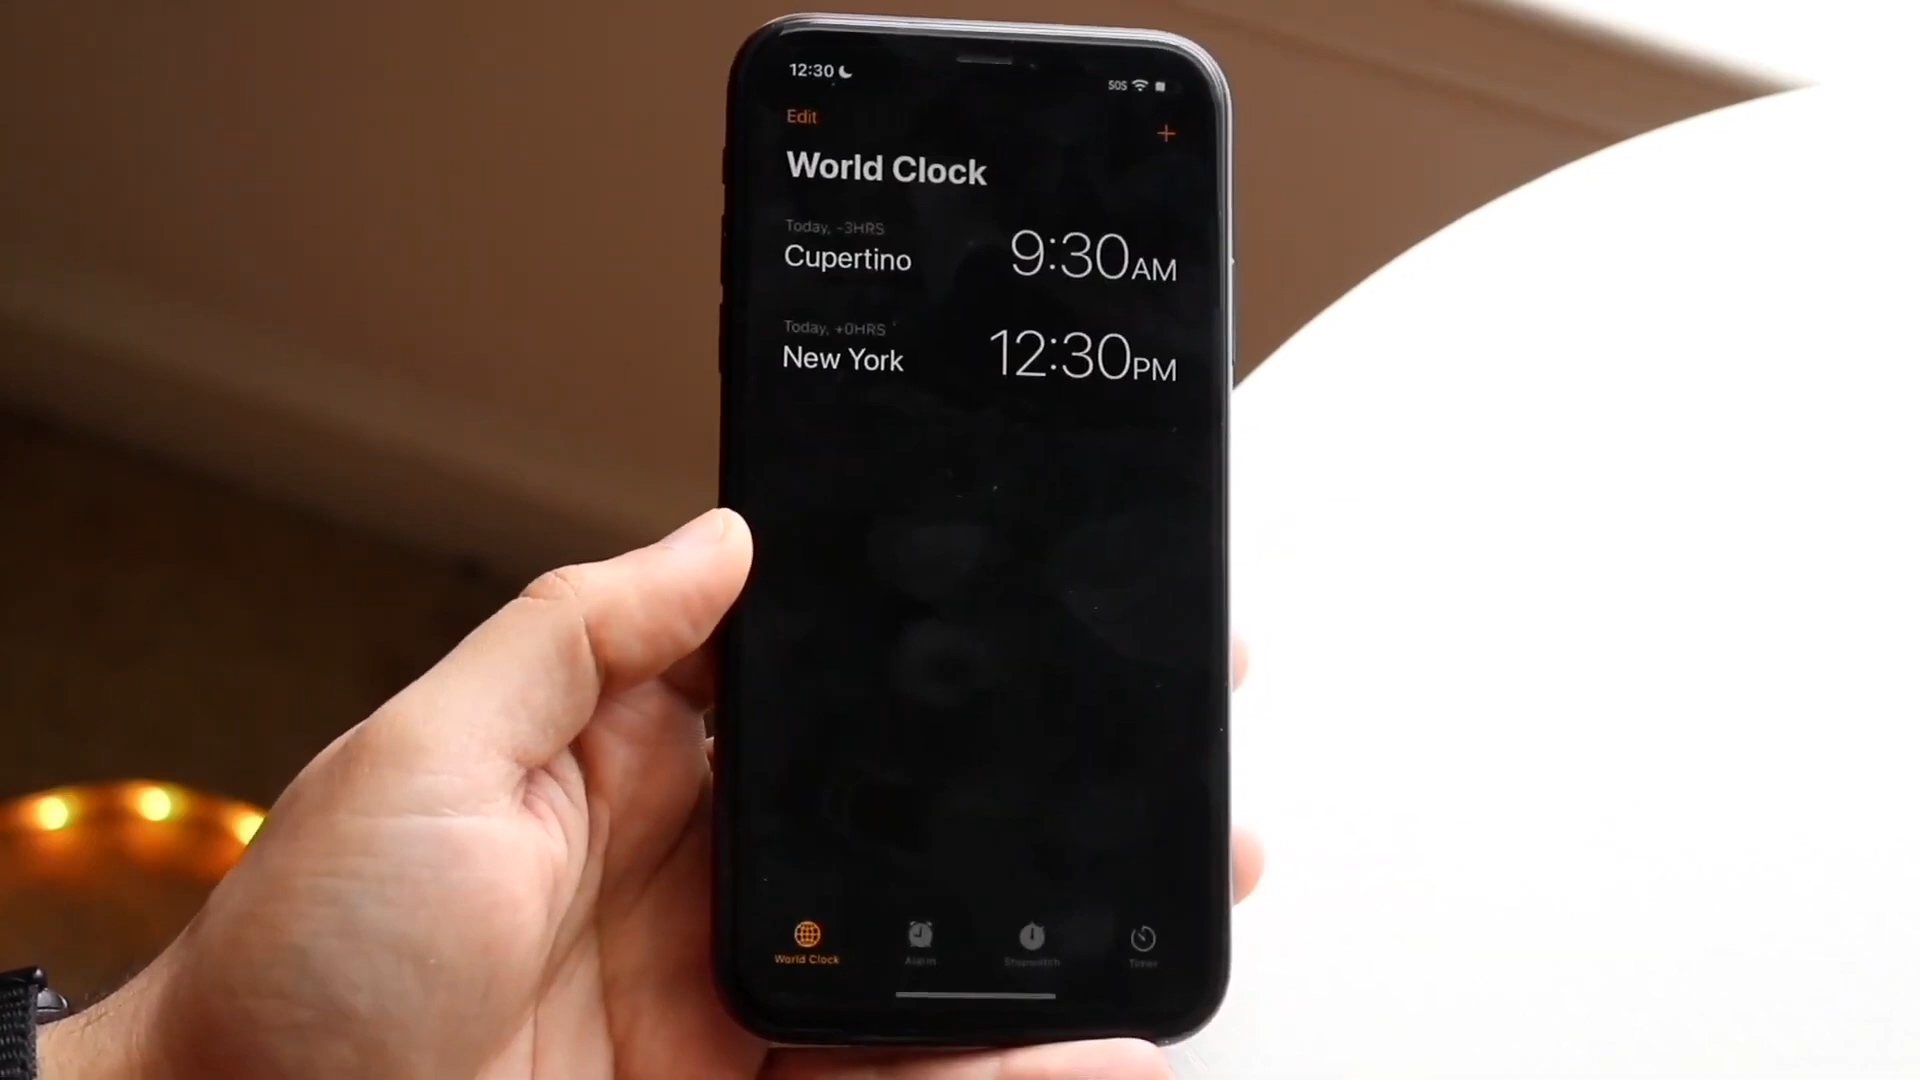 12:30
SOS
Edit
+
World Clock
Today, -3HRS
Cupertino
9:30AM
Today, +0HRS
New York
12:30PM
World Clock
Alarm
Stopwatch
Timer